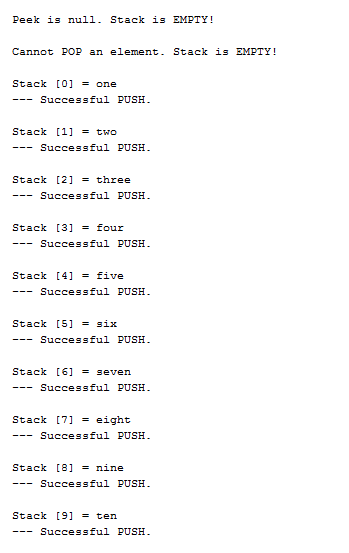 Peek is null. Stack is EMPTY!
Cannot POP an element. Stack is EMPTY!
Stack [0] = one
--- Successful PUSH.
Stack [1] = two
--- Successful PUSH.
Stack [2] = three
--- Successful PUSH.
Stack [3] = four
--- Successful PUSH.
Stack [4] = five
--- Successful PUSH.
Stack [5] = six
--- Successful PUSH.
Stack [6] = seven
--- Successful PUSH.
Stack [7] = eight
--- Successful PUSH.
Stack [8] = nine
--- Successful PUSH.
Stack [9] = ten
--- Successful PUSH.